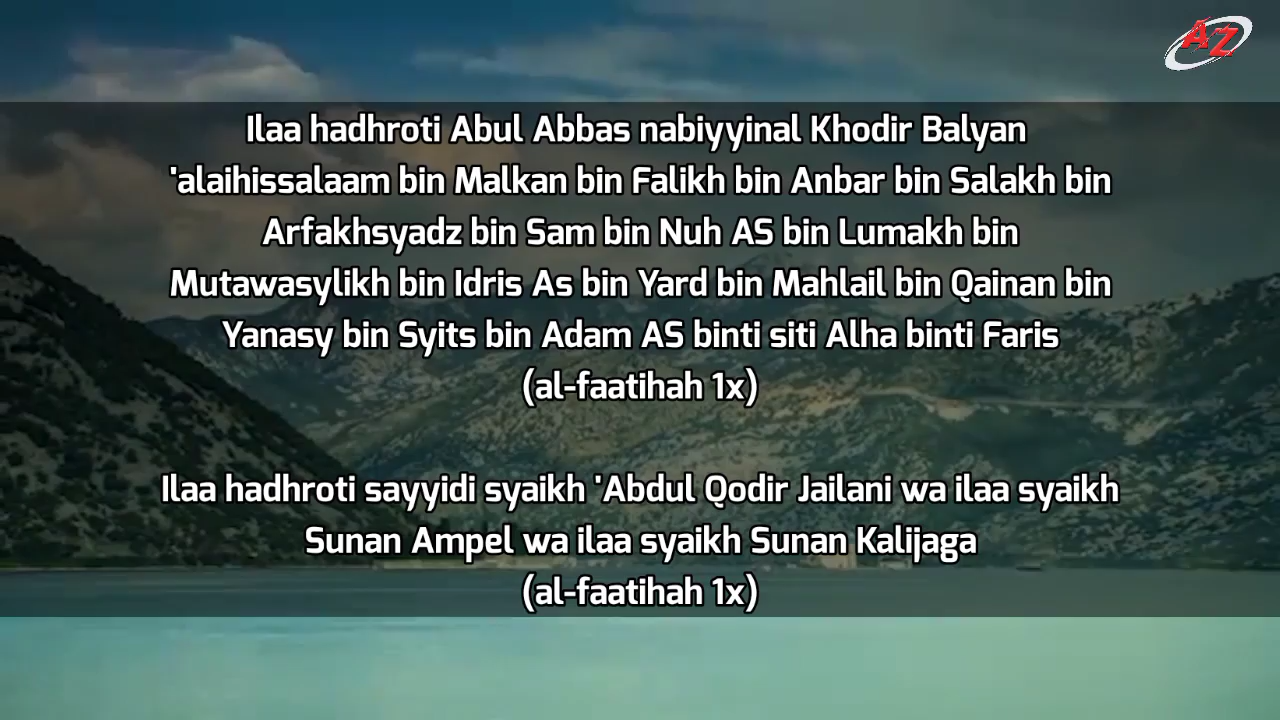 AZ
Ilaa hadhroti Abul Abbas nabiyyinal Khodir Balyan
'alaihissalaam bin Malkan bin Falikh bin Anbar bin Salakh bin
Arfakhsyadz bin Sam bin Nuh AS bin Lumakh bin
Mutawasylikh bin Idris As bin Yard bin Mahlail bin Qainan bin
Yanasy bin Syits bin Adam AS binti siti Alha binti Faris
(al-faatihah 1x)
Ilaa hadhroti sayyidi syaikh 'Abdul Qodir Jailani wa ilaa syaikh
Sunan Ampel wa ilaa syaikh Sunan Kalijaga
(al-faatihah 1x)